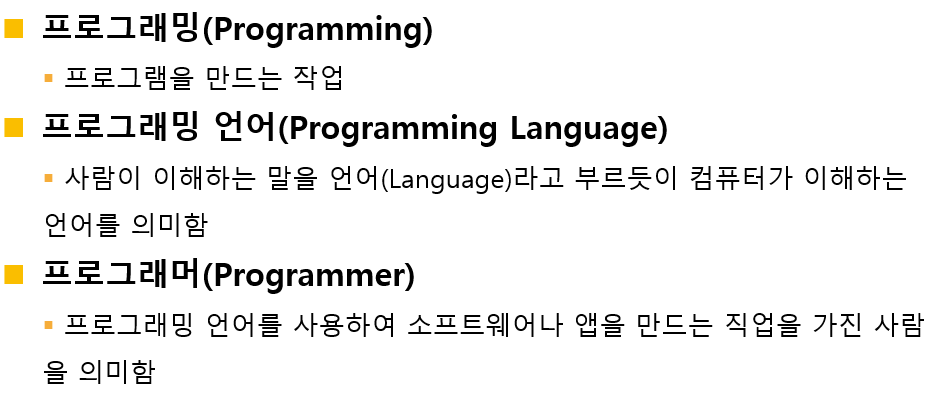 ■ 프로그래밍(Programming)
▪ 프로그램을 만드는 작업
■ 프로그래밍 언어(Programming Language)
▪ 사람이 이해하는 말을 언어(Language)라고 부르듯이 컴퓨터가 이해하는
언어를 의미함
■ 프로그래머(Programmer)
▪ 프로그래밍 언어를 사용하여 소프트웨어나 앱을 만드는 직업을 가진 사람
을 의미함